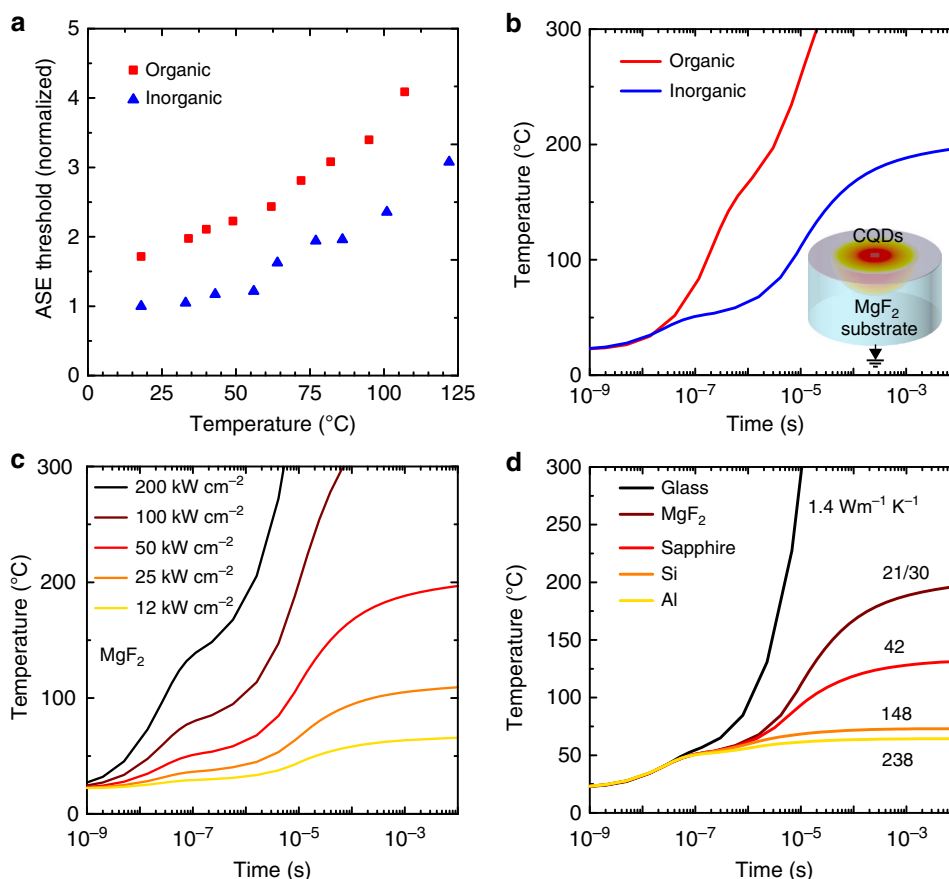 a
ASE threshold (normalized)
5
4
3
2
1
0
Organic
Inorganic
0 25 50 75 100 125
Temperature (°C)
b
Temperature (°C)
300
200
100
0
Organic
Inorganic
CQDs
MgF₂
substrate
10⁻⁹ 10⁻⁷ 10⁻⁵ 10⁻³
Time (s)
c
Temperature (°C)
300
200
100
0
200 kW cm⁻²
100 kW cm⁻²
50 kW cm⁻²
25 kW cm⁻²
12 kW cm⁻²
MgF₂
10⁻⁹ 10⁻⁷ 10⁻⁵ 10⁻³
Time (s)
d
Temperature (°C)
300
250
200
150
100
50
0
Glass
MgF₂
Sapphire
Si
Al
1.4 Wm⁻¹ K⁻¹
21/30
42
148
238
10⁻⁹ 10⁻⁷ 10⁻⁵ 10⁻³
Time (s)